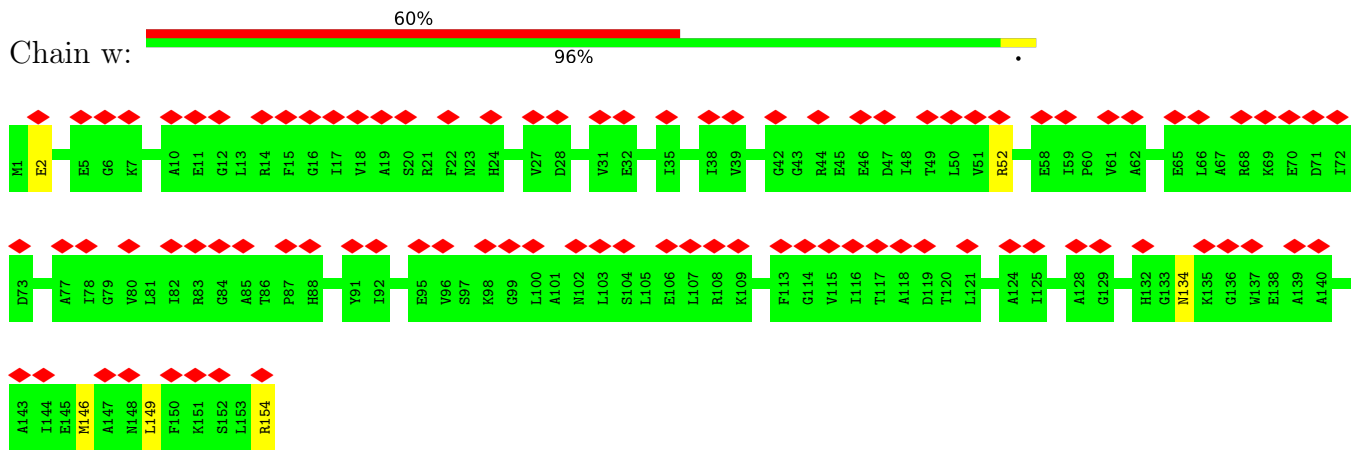 60%
Chain w:
96%
.
M1 E2 E5 G6 K7 A10 E11 G12 L13 R14 F15 G16 I17 V18 A19 S20 R21 F22 N23 H24 V27 D28 V31 E32 I35 I38 V39 G42 G43 R44 E45 E46 D47 I48 T49 L50 V51 R52 E58 I59 P60 V61 A62 E65 L66 A67 R68 K69 E70 D71 I72
D73 A77 I78 G79 V80 L81 I82 R83 G84 A85 T86 P87 H88 Y91 I92 E95 V96 S97 K98 G99 L100 A101 N102 L103 S104 L105 E106 L107 R108 K109 F113 G114 V115 I116 T117 A118 D119 T120 L121 A124 I125 A128 G129 H132 G133 N134 K135 G136 W137 E138 A139 A140
A143 I144 E145 M146 A147 N148 L149 F150 K151 S152 L153 R154